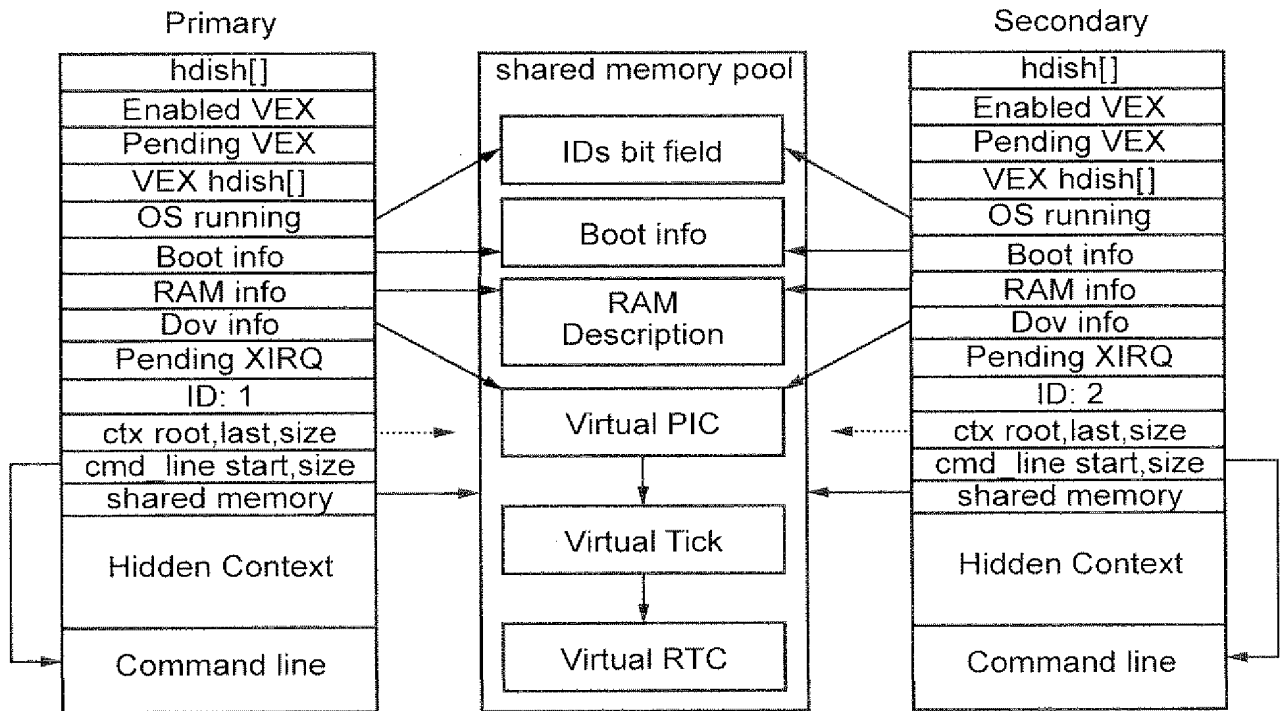 Primary
hdish[]
Enabled VEX
Pending VEX
VEX hdish[]
OS running
Boot info
RAM info
Dov info
Pending XIRQ
ID: 1
ctx root,last,size
cmd_line start,size
shared memory
Hidden Context
Command line
shared memory pool
IDs bit field
Boot info
RAM
Description
Virtual PIC
Virtual Tick
Virtual RTC
Secondary
hdish[]
Enabled VEX
Pending VEX
VEX hdish[]
OS running
Boot info
RAM info
Dov info
Pending XIRQ
ID: 2
ctx root,last,size
cmd_line start,size
shared memory
Hidden Context
Command line